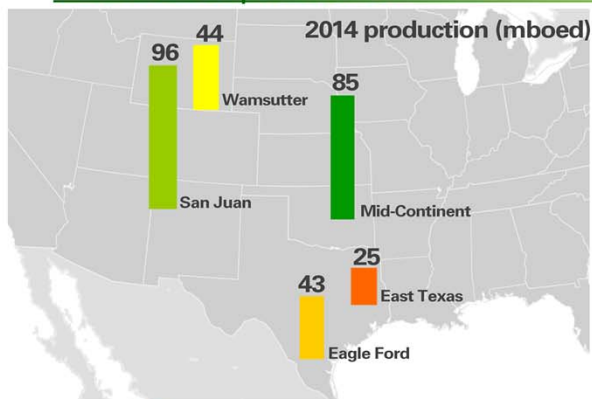 2014 production (mboed)
44
96
Wamsutter
85
San Juan
Mid-Continent
25
43
East Texas
Eagle Ford